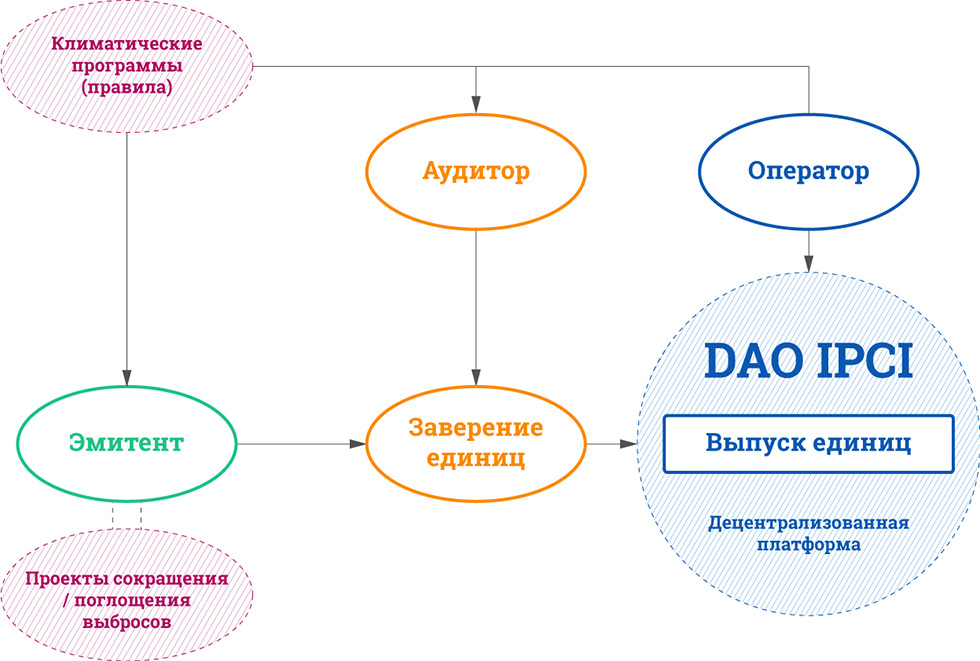 Климатические
программы
(правила)
Аудитор
Оператор
DAO IPCI
Эмитент
Заверение
единиц
Выпуск единиц
Децентрализованная
платформа
Проекты сокращения
/ поглощения
выбросов